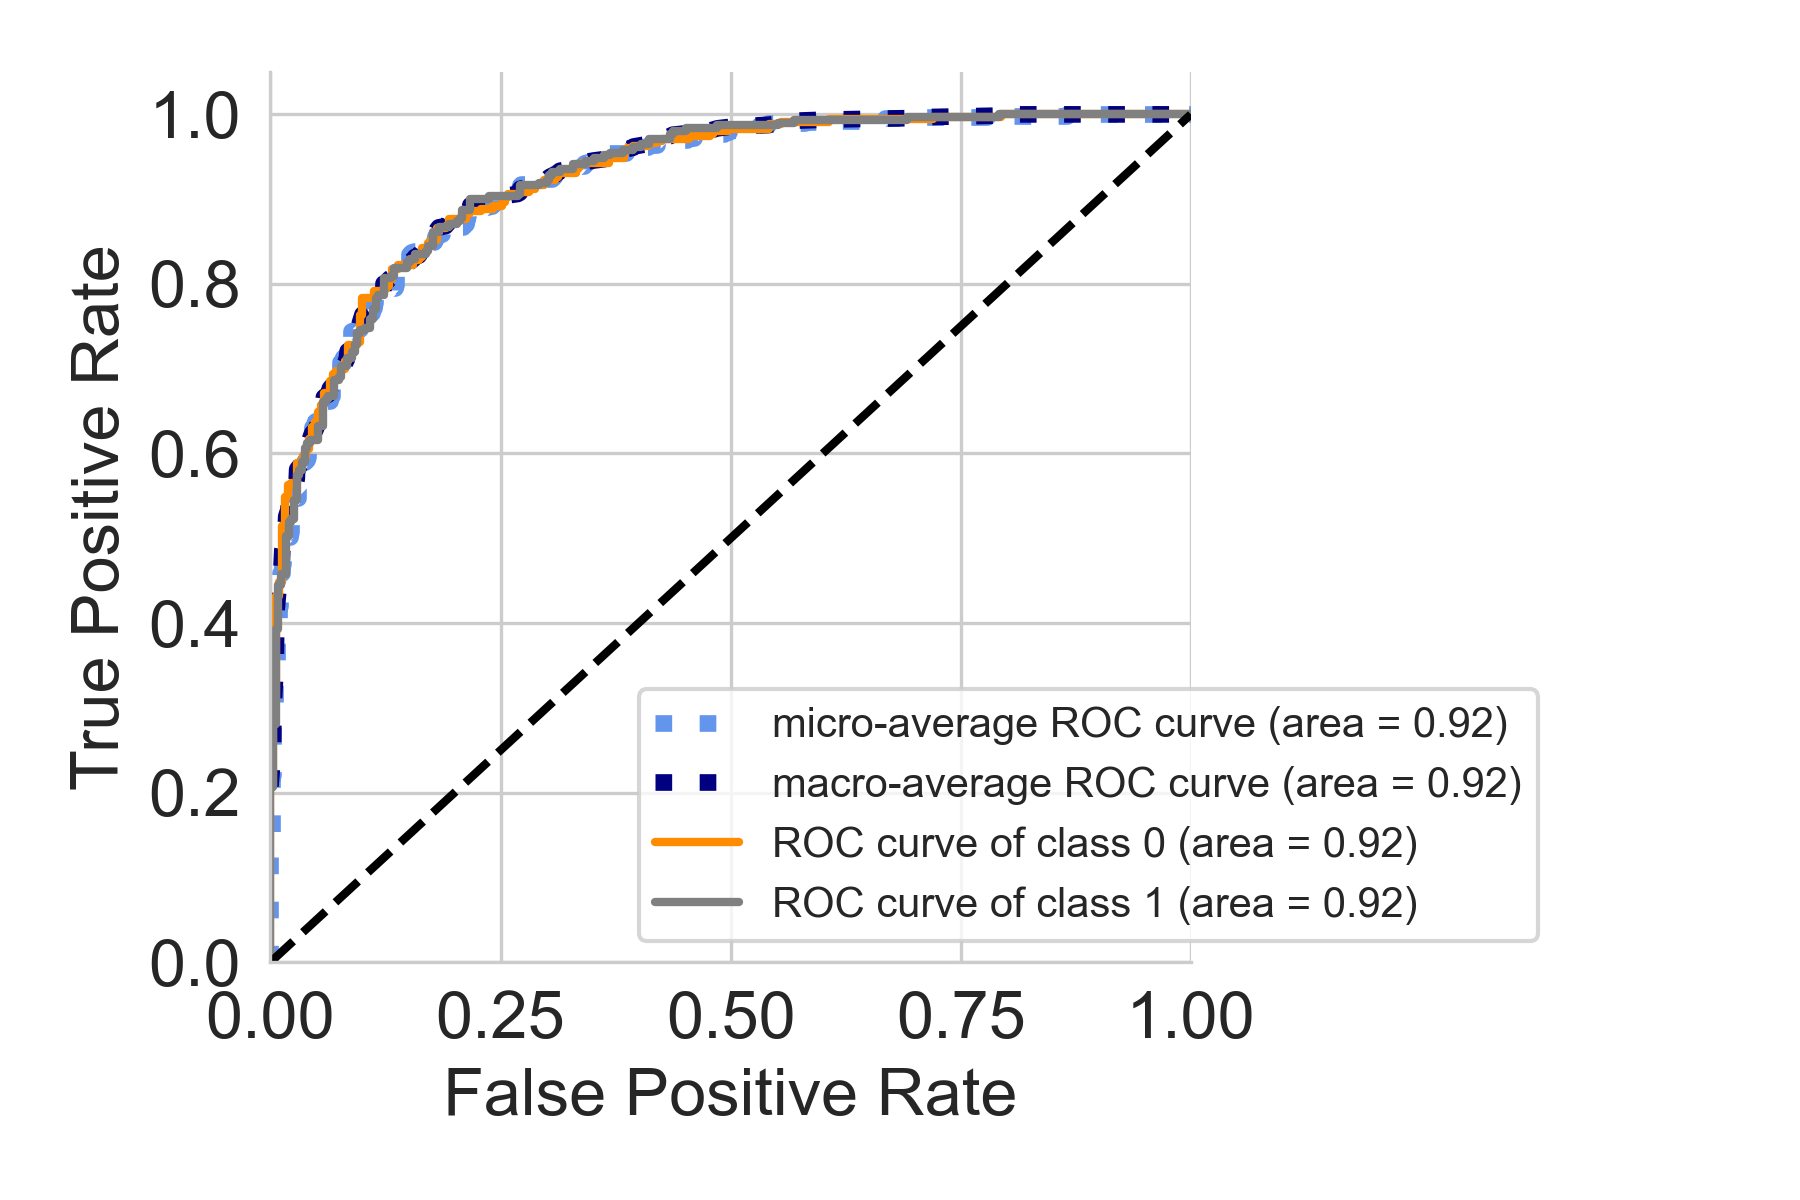 True Positive Rate
1.0
0.8
0.6
0.4
0.2
0.0
0.00 0.25 0.50 0.75 1.00
False Positive Rate
micro-average ROC curve (area = 0.92)
macro-average ROC curve (area = 0.92)
ROC curve of class 0 (area = 0.92)
ROC curve of class 1 (area = 0.92)